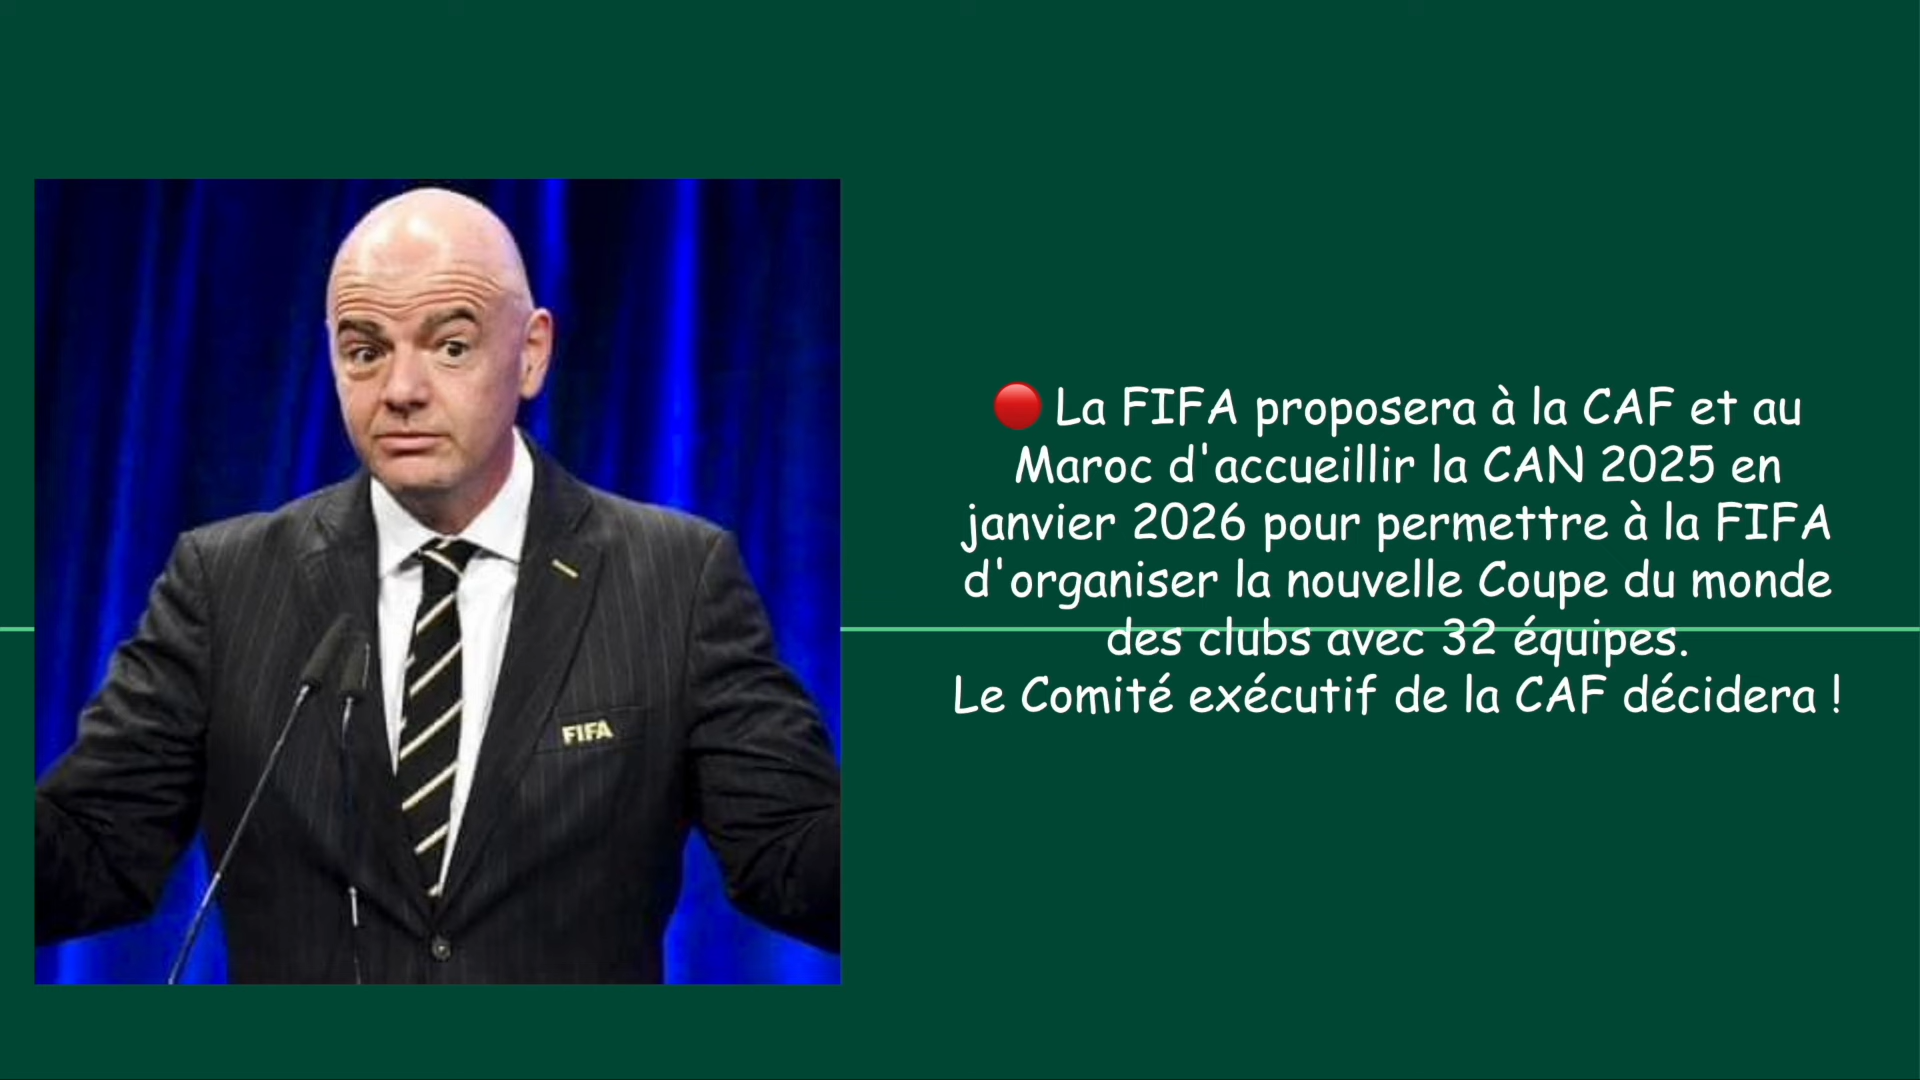 FIFA
🔴 La FIFA proposera à la CAF et au
Maroc d'accueillir la CAN 2025 en
janvier 2026 pour permettre à la FIFA
d'organiser la nouvelle Coupe du monde
des clubs avec 32 équipes.
Le Comité exécutif de la CAF décidera !